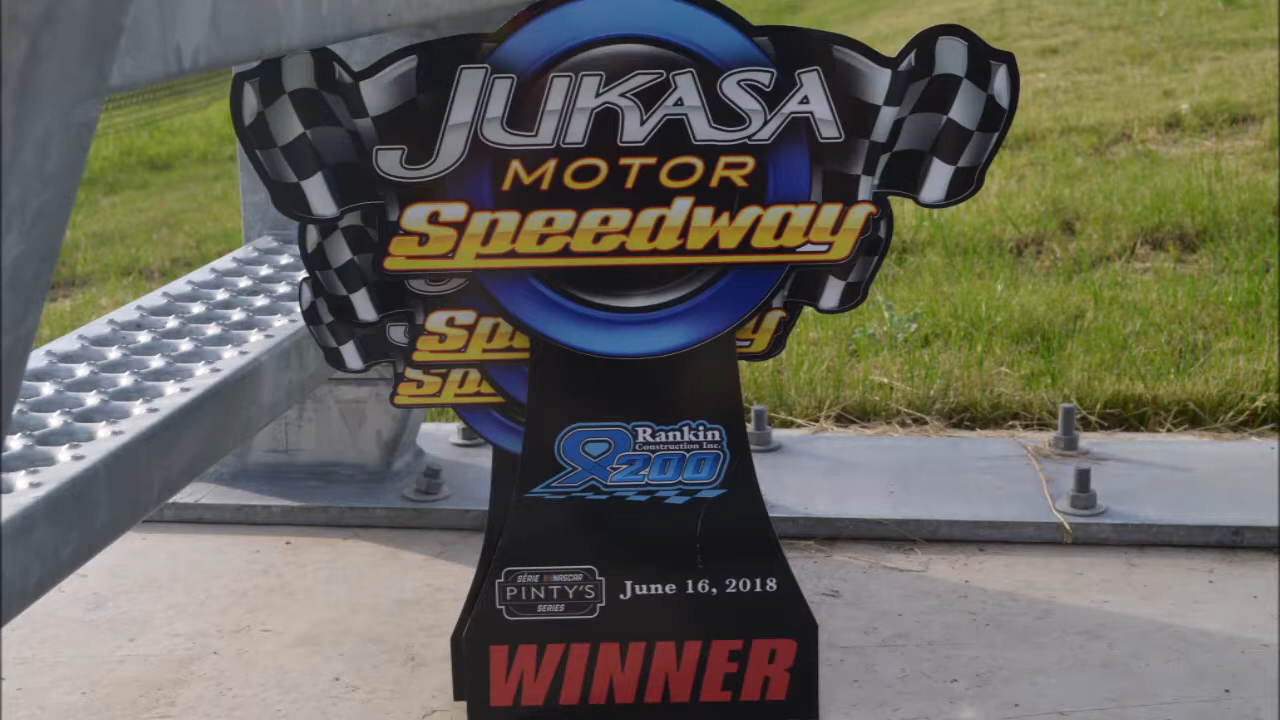 JUKASA
MOTOR
Speedway
Rankin
Construction Inc.
200
SÉRIE NASCAR
PINTY'S
SERIES
June 16, 2018
WINNER